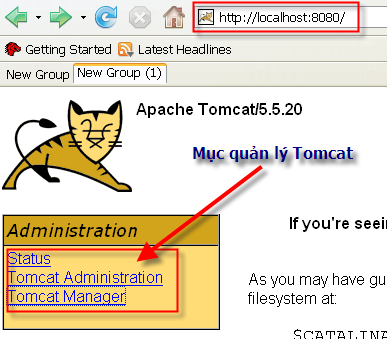 http://localhost:8080/
Getting Started Latest Headlines
New Group New Group (1)
Apache Tomcat/5.5.20
Mục quản lý Tomcat
Administration
Status
Tomcat Administration
Tomcat Manager
If you're seei
As you may have gu
filesystem at:
$CATALINA